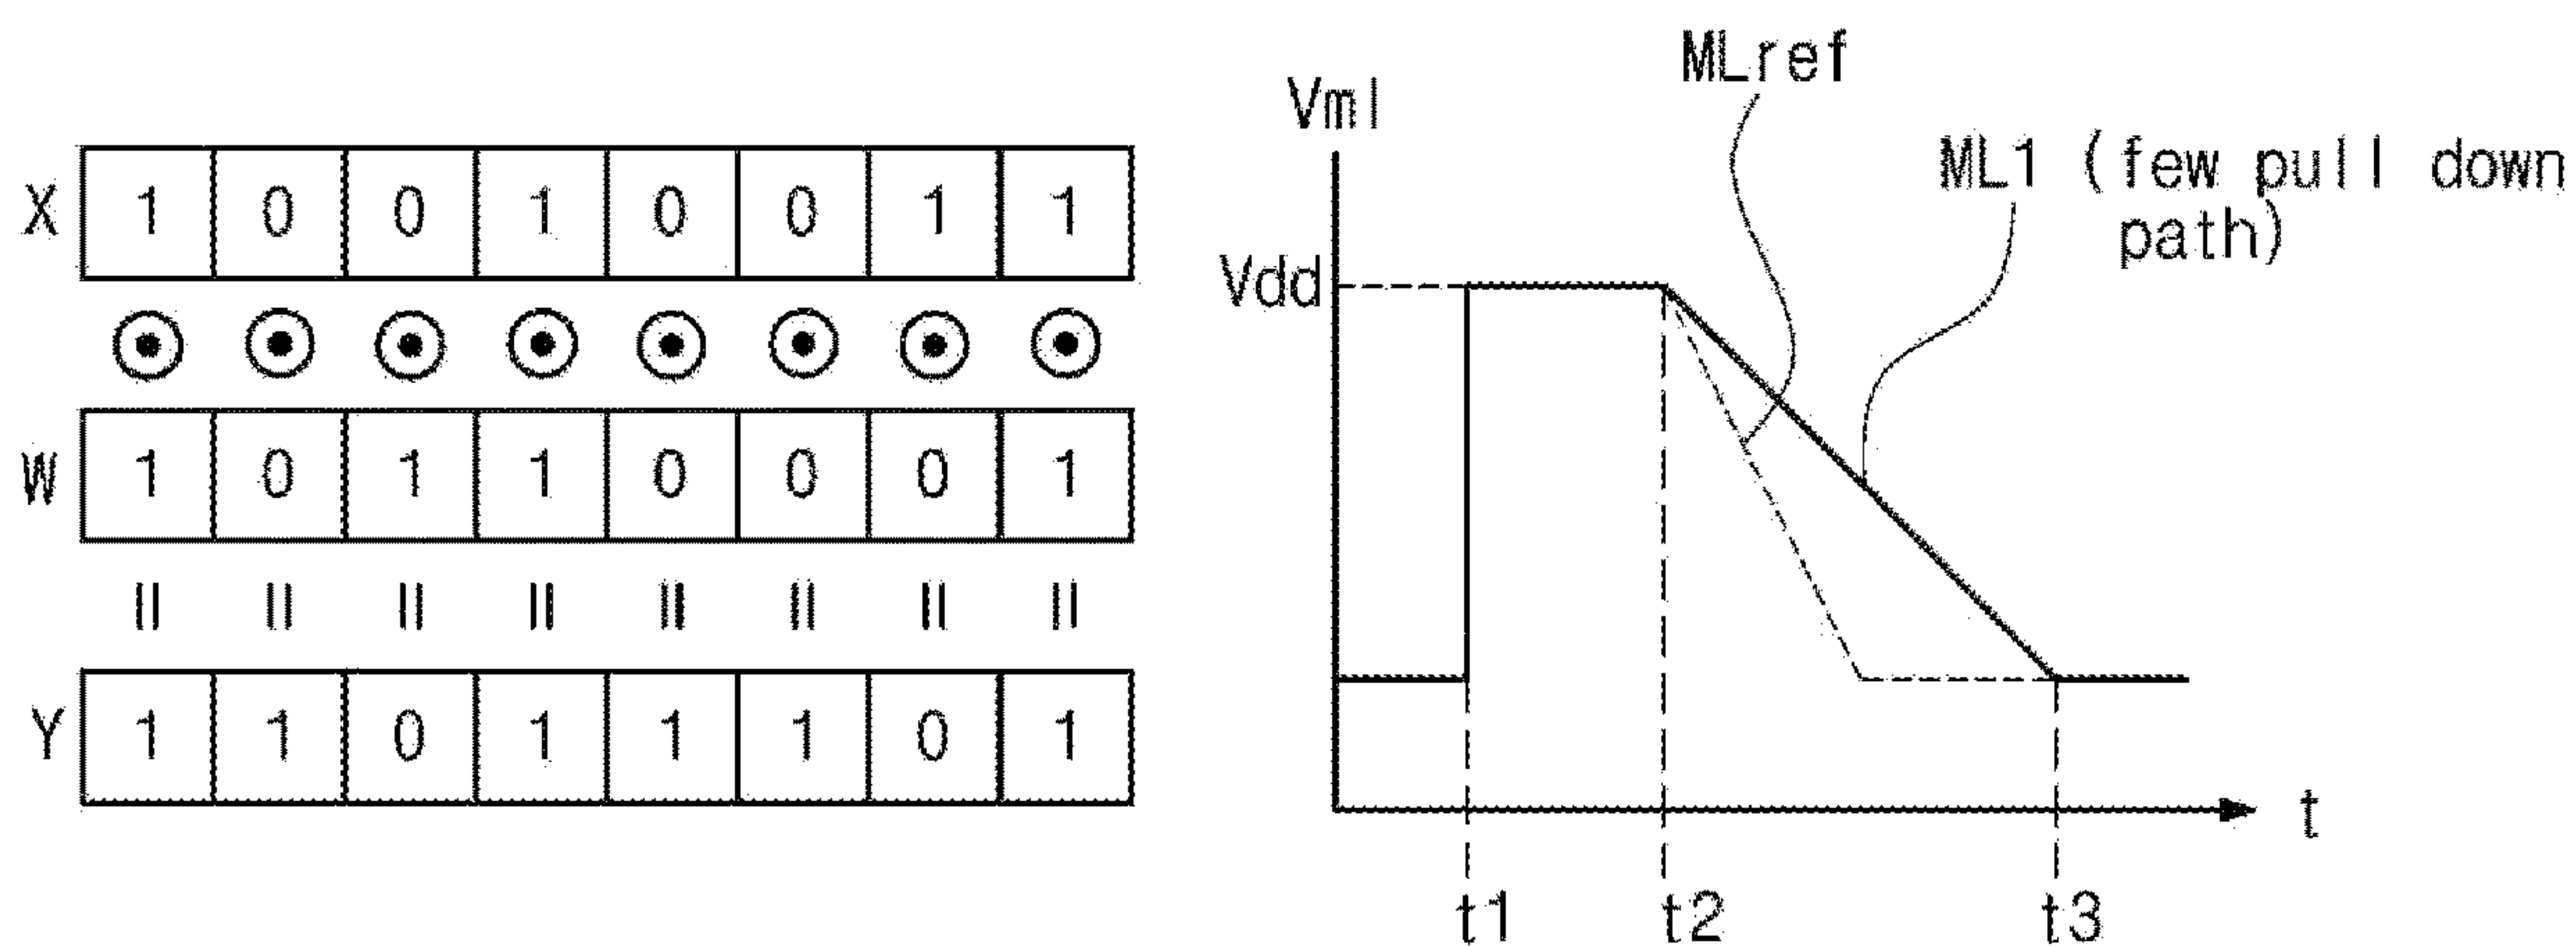 X 1 0 0 1 0 0 1 1
⊙ ⊙ ⊙ ⊙ ⊙ ⊙ ⊙ ⊙
W 1 0 1 1 0 0 0 1
|| || || || || || || ||
Y 1 1 0 1 1 1 0 1
MLref
Vml
ML1 (few pull down
path)
Vdd
t
t1 t2 t3